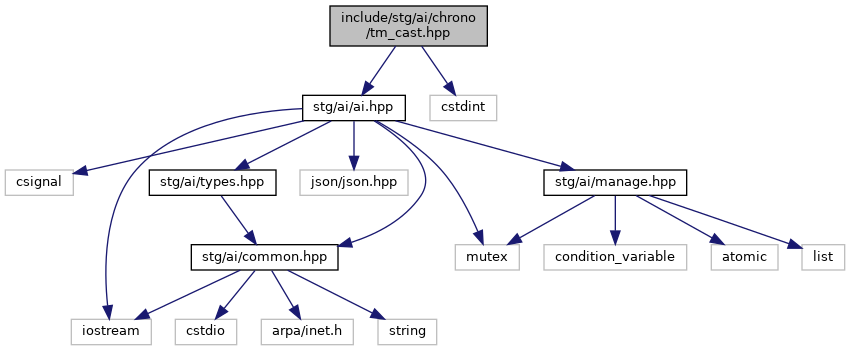 include/stg/ai/chrono
/tm_cast.hpp
stg/ai/ai.hpp
cstdint
csignal
stg/ai/types.hpp
json/json.hpp
stg/ai/manage.hpp
stg/ai/common.hpp
mutex
condition_variable
atomic
list
iostream
cstdio
arpa/inet.h
string